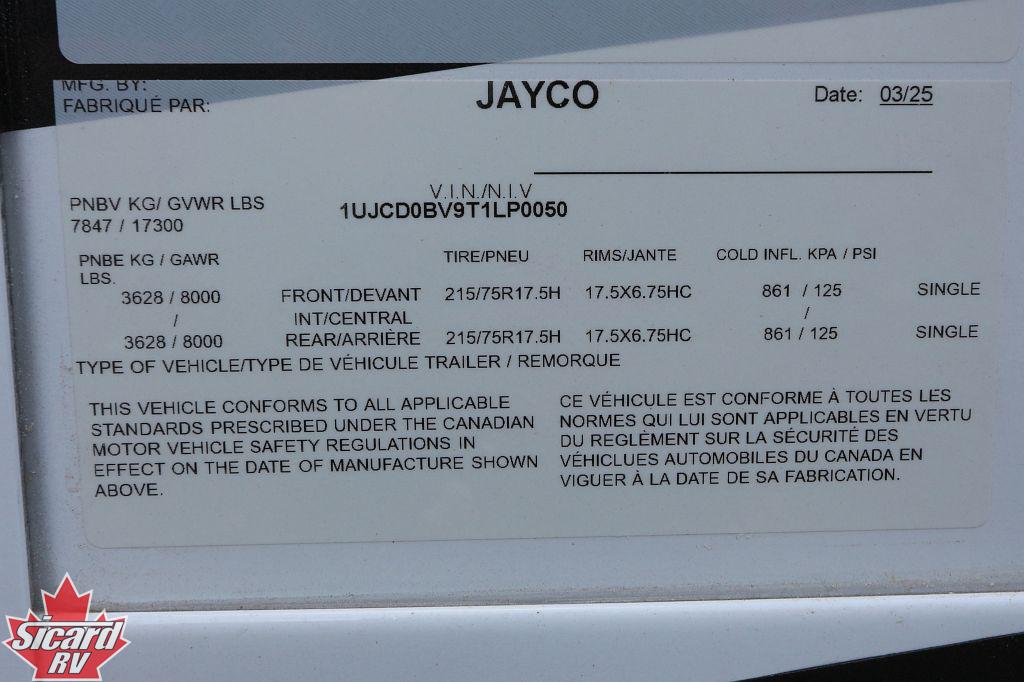 MFG. BY:
FABRIQUÉ PAR:
JAYCO
Date: 03/25
V.I.N./N.I.V
PNBV KG/ GVWR LBS
7847 / 17300
1UJCD0BV9T1LP0050
PNBE KG / GAWR
LBS.
TIRE/PNEU RIMS/JANTE COLD INFL. KPA / PSI
3628 / 8000 FRONT/DEVANT 215/75R17.5H 17.5X6.75HC 861 / 125 SINGLE
/ INT/CENTRAL /
3628 / 8000 REAR/ARRIÈRE 215/75R17.5H 17.5X6.75HC 861 / 125 SINGLE
TYPE OF VEHICLE/TYPE DE VÉHICULE TRAILER / REMORQUE
THIS VEHICLE CONFORMS TO ALL APPLICABLE
STANDARDS PRESCRIBED UNDER THE CANADIAN
MOTOR VEHICLE SAFETY REGULATIONS IN
EFFECT ON THE DATE OF MANUFACTURE SHOWN
ABOVE.
CE VÉHICULE EST CONFORME À TOUTES LES
NORMES QUI LUI SONT APPLICABLES EN VERTU
DU REGLÈMENT SUR LA SÉCURITÉ DES
VÉHICLUES AUTOMOBILES DU CANADA EN
VIGUER À LA DATE DE SA FABRICATION.
Sicard
RV